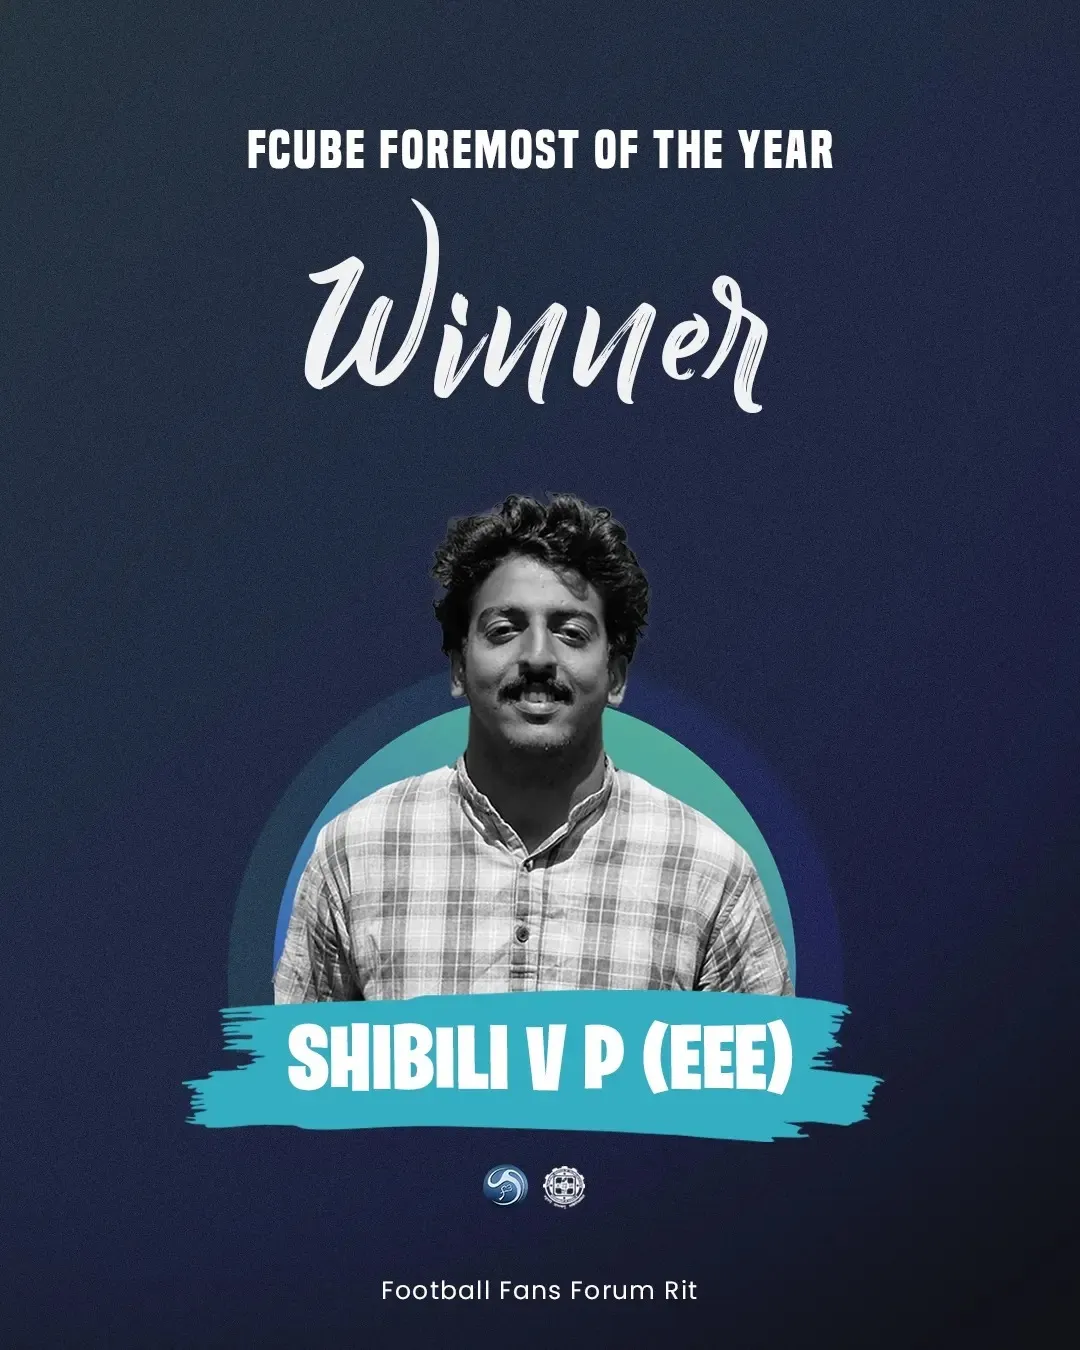 FCUBE FOREMOST OF THE YEAR
Winner
SHIBILI V P (EEE)
Football Fans Forum Rit